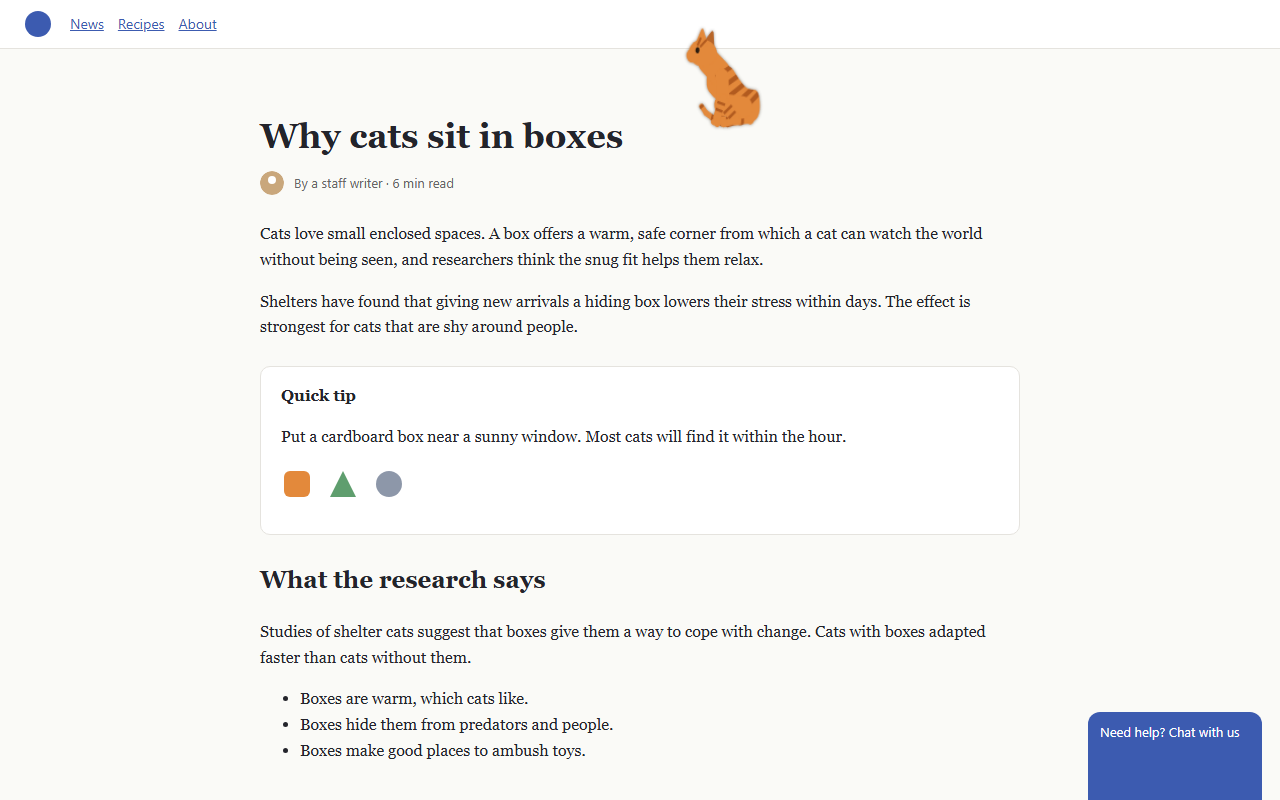 News Recipes About
Why cats sit in boxes
By a staff writer · 6 min read
Cats love small enclosed spaces. A box offers a warm, safe corner from which a cat can watch the world
without being seen, and researchers think the snug fit helps them relax.
Shelters have found that giving new arrivals a hiding box lowers their stress within days. The effect is
strongest for cats that are shy around people.
Quick tip
Put a cardboard box near a sunny window. Most cats will find it within the hour.
What the research says
Studies of shelter cats suggest that boxes give them a way to cope with change. Cats with boxes adapted
faster than cats without them.
• Boxes are warm, which cats like.
• Boxes hide them from predators and people.
• Boxes make good places to ambush toys.
Need help? Chat with us